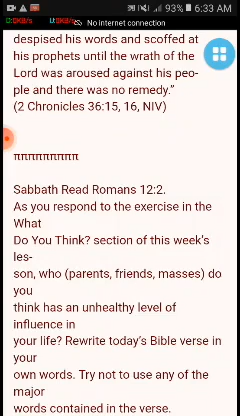 0:0KB/s U:0KB/s 93% 6:33 AM
No internet connection
despised his words and scoffed at
his prophets until the wrath of the
Lord was aroused against his peo-
ple and there was no remedy.”
(2 Chronicles 36:15, 16, NIV)
πππππππππ
Sabbath Read Romans 12:2.
As you respond to the exercise in the
What
Do You Think? section of this week’s
les-
son, who (parents, friends, masses) do
you
think has an unhealthy level of
influence in
your life? Rewrite today’s Bible verse in
your
own words. Try not to use any of the
major
words contained in the verse.